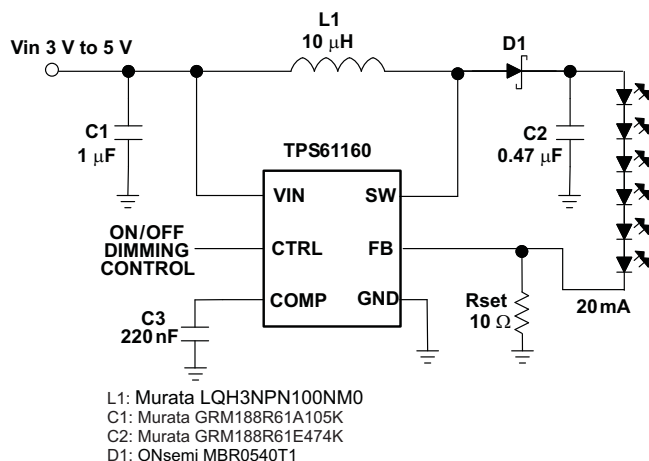 L1
10 μH
Vin 3 V to 5 V
D1
C1
1 μF
C2
0.47 μF
TPS61160
VIN
SW
ON/OFF
DIMMING
CONTROL
CTRL
FB
COMP
GND
C3
220 nF
Rset
10 Ω
20 mA
L1: Murata LQH3NPN100NM0
C1: Murata GRM188R61A105K
C2: Murata GRM188R61E474K
D1: ONsemi MBR0540T1